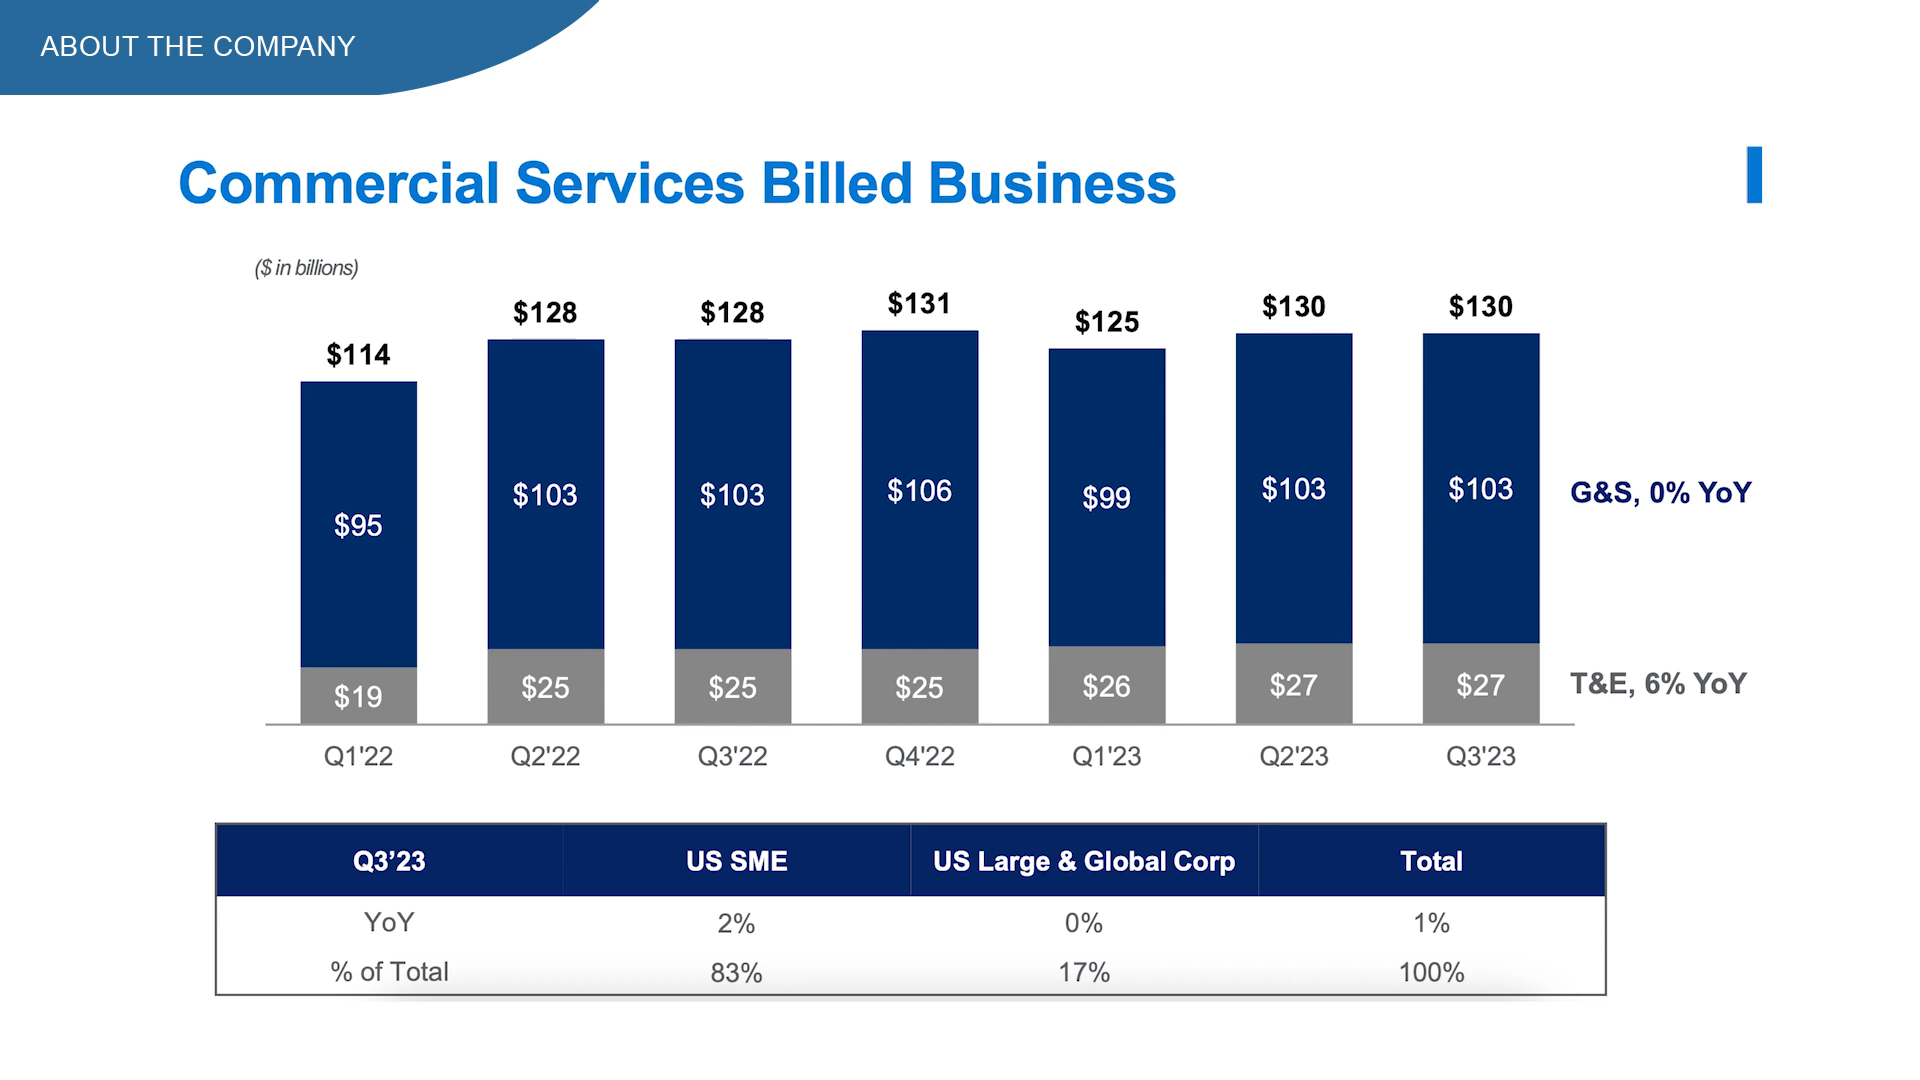 ABOUT THE COMPANY
Commercial Services Billed Business
($ in billions)
$114 $128 $128 $131 $125 $130 $130
$95 $103 $103 $106 $99 $103 $103 G&S, 0% YoY
$19 $25 $25 $25 $26 $27 $27 T&E, 6% YoY
Q1'22 Q2'22 Q3'22 Q4'22 Q1'23 Q2'23 Q3'23
Q3’23 US SME US Large & Global Corp Total
YoY 2% 0% 1%
% of Total 83% 17% 100%